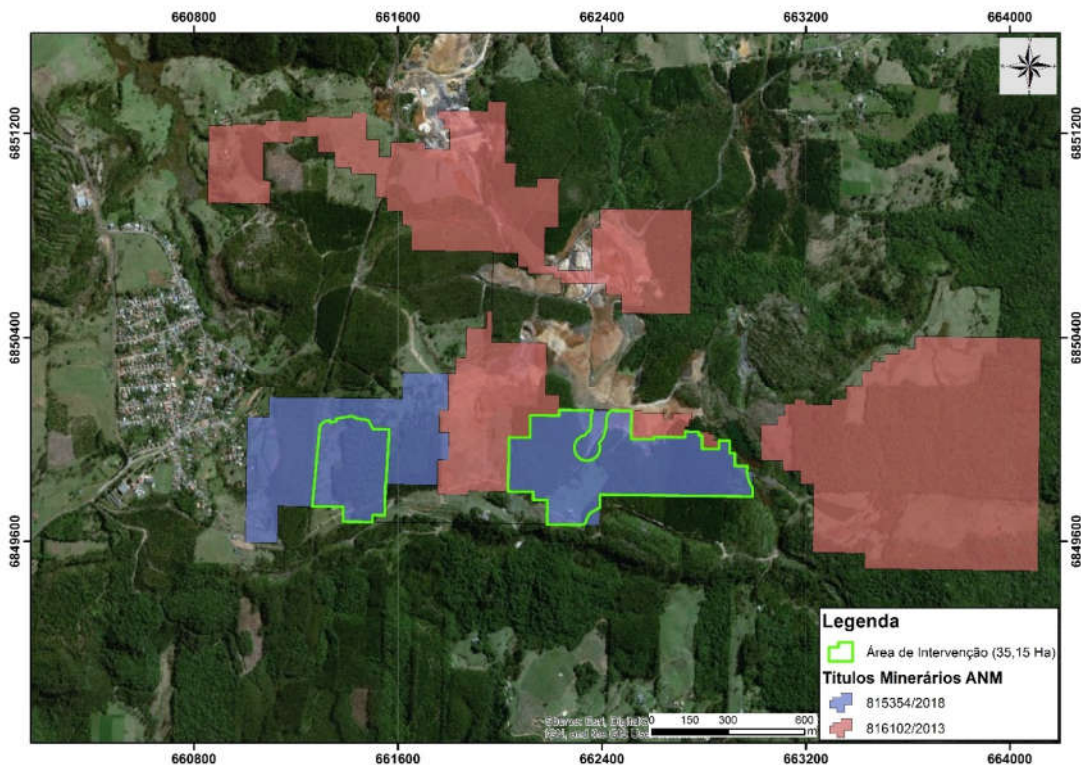 660800 661600 662400 663200 664000
6851200 6851200
6850400 6850400
6849600 6849600
Legenda
Área de Intervenção (35,15 Ha)
Títulos Minerários ANM
815354/2018
816102/2013
0 150 300 600
m
660800 661600 662400 663200 664000